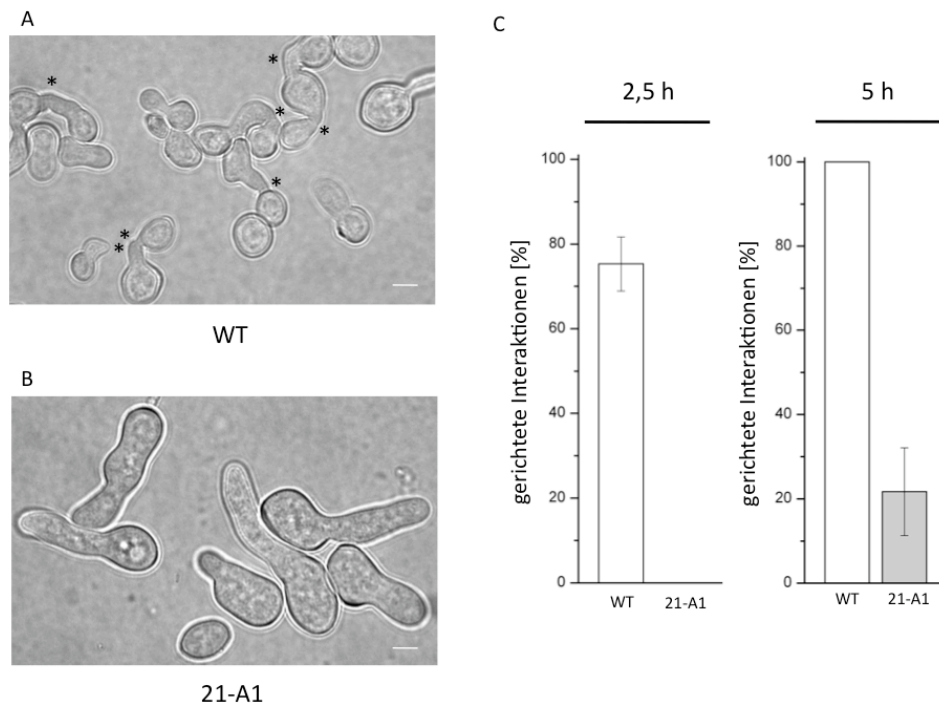 A
*
*
*
*
*
*
*
WT
B
21-A1
C
2,5 h
5 h
gerichtete Interaktionen [%]
100
80
60
40
20
0
WT
21-A1
gerichtete Interaktionen [%]
100
80
60
40
20
0
WT
21-A1